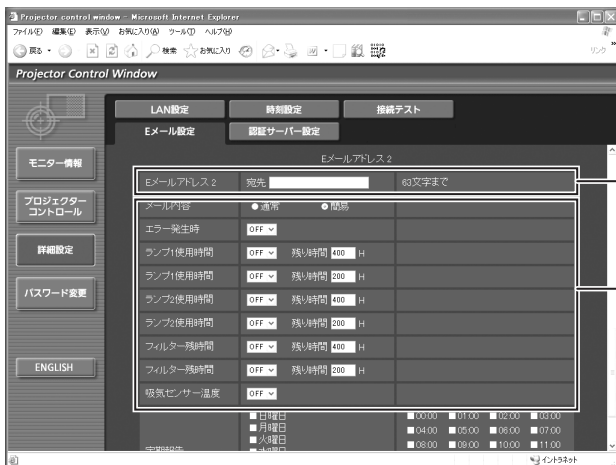 Projector control window - Microsoft Internet Explorer
ファイル(F) 編集(E) 表示(V) お気に入り(A) ツール(T) ヘルプ(H)
戻る 検索 お気に入り リンク
Projector Control Window
LAN設定 時刻設定 接続テスト
Eメール設定 認証サーバー設定
モニター情報
プロジェクター
コントロール
詳細設定
パスワード変更
ENGLISH
Eメールアドレス 2
Eメールアドレス 2 宛先 63文字まで
メール内容 通常 簡易
エラー発生時 OFF
ランプ1使用時間 OFF 残り時間 400 H
ランプ1使用時間 OFF 残り時間 200 H
ランプ2使用時間 OFF 残り時間 400 H
ランプ2使用時間 OFF 残り時間 200 H
フィルター残時間 OFF 残り時間 400 H
フィルター残時間 OFF 残り時間 200 H
吸気センサー温度 OFF
日曜日 00:00 01:00 02:00 03:00
月曜日 04:00 05:00 06:00 07:00
火曜日 08:00 09:00 10:00 11:00
定期報告
イントラネット